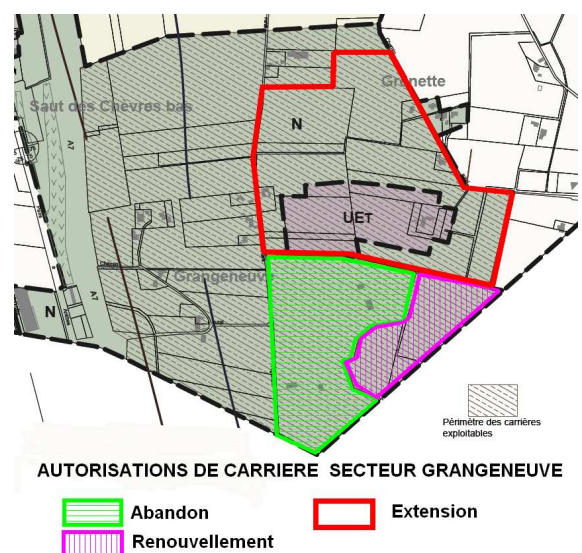 Granette
Saut des Chèvres bas
A7
N
UET
Grangeneuv
A7
N
Périmètre des carrières
exploitables
AUTORISATIONS DE CARRIERE SECTEUR GRANGENEUVE
Abandon
Extension
Renouvellement